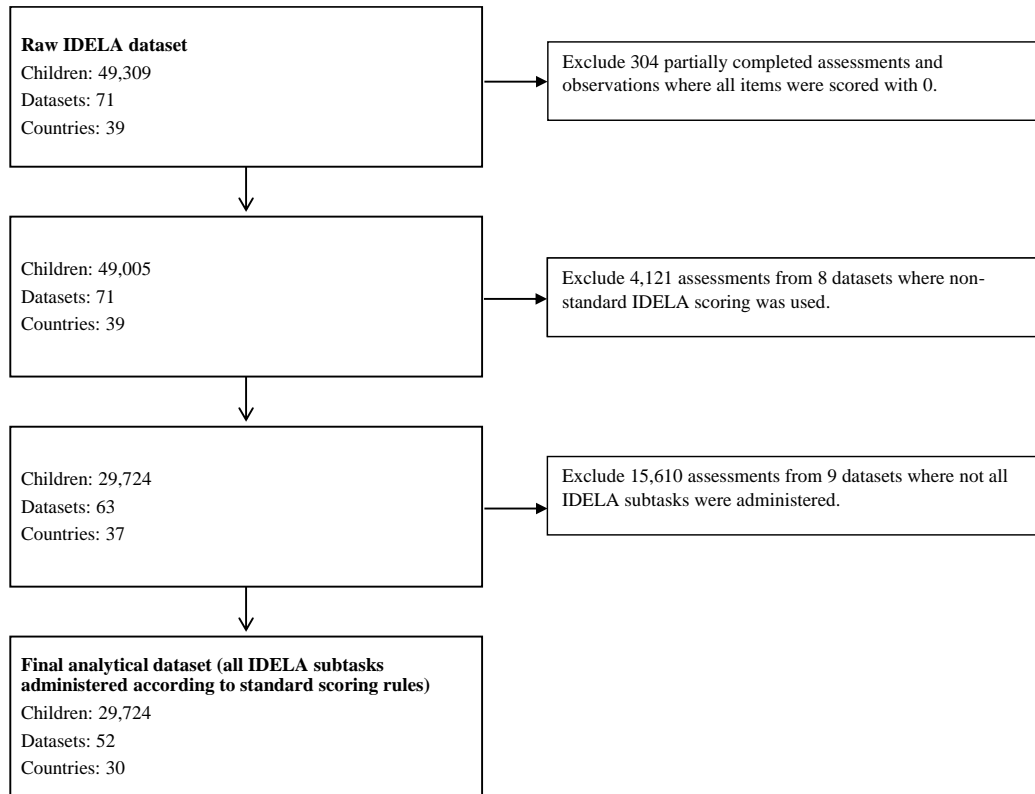 Raw IDELA dataset
Children: 49,309
Datasets: 71
Countries: 39
Exclude 304 partially completed assessments and
observations where all items were scored with 0.
Children: 49,005
Datasets: 71
Countries: 39
Exclude 4,121 assessments from 8 datasets where non-
standard IDELA scoring was used.
Children: 29,724
Datasets: 63
Countries: 37
Exclude 15,610 assessments from 9 datasets where not all
IDELA subtasks were administered.
Final analytical dataset (all IDELA subtasks
administered according to standard scoring rules)
Children: 29,724
Datasets: 52
Countries: 30